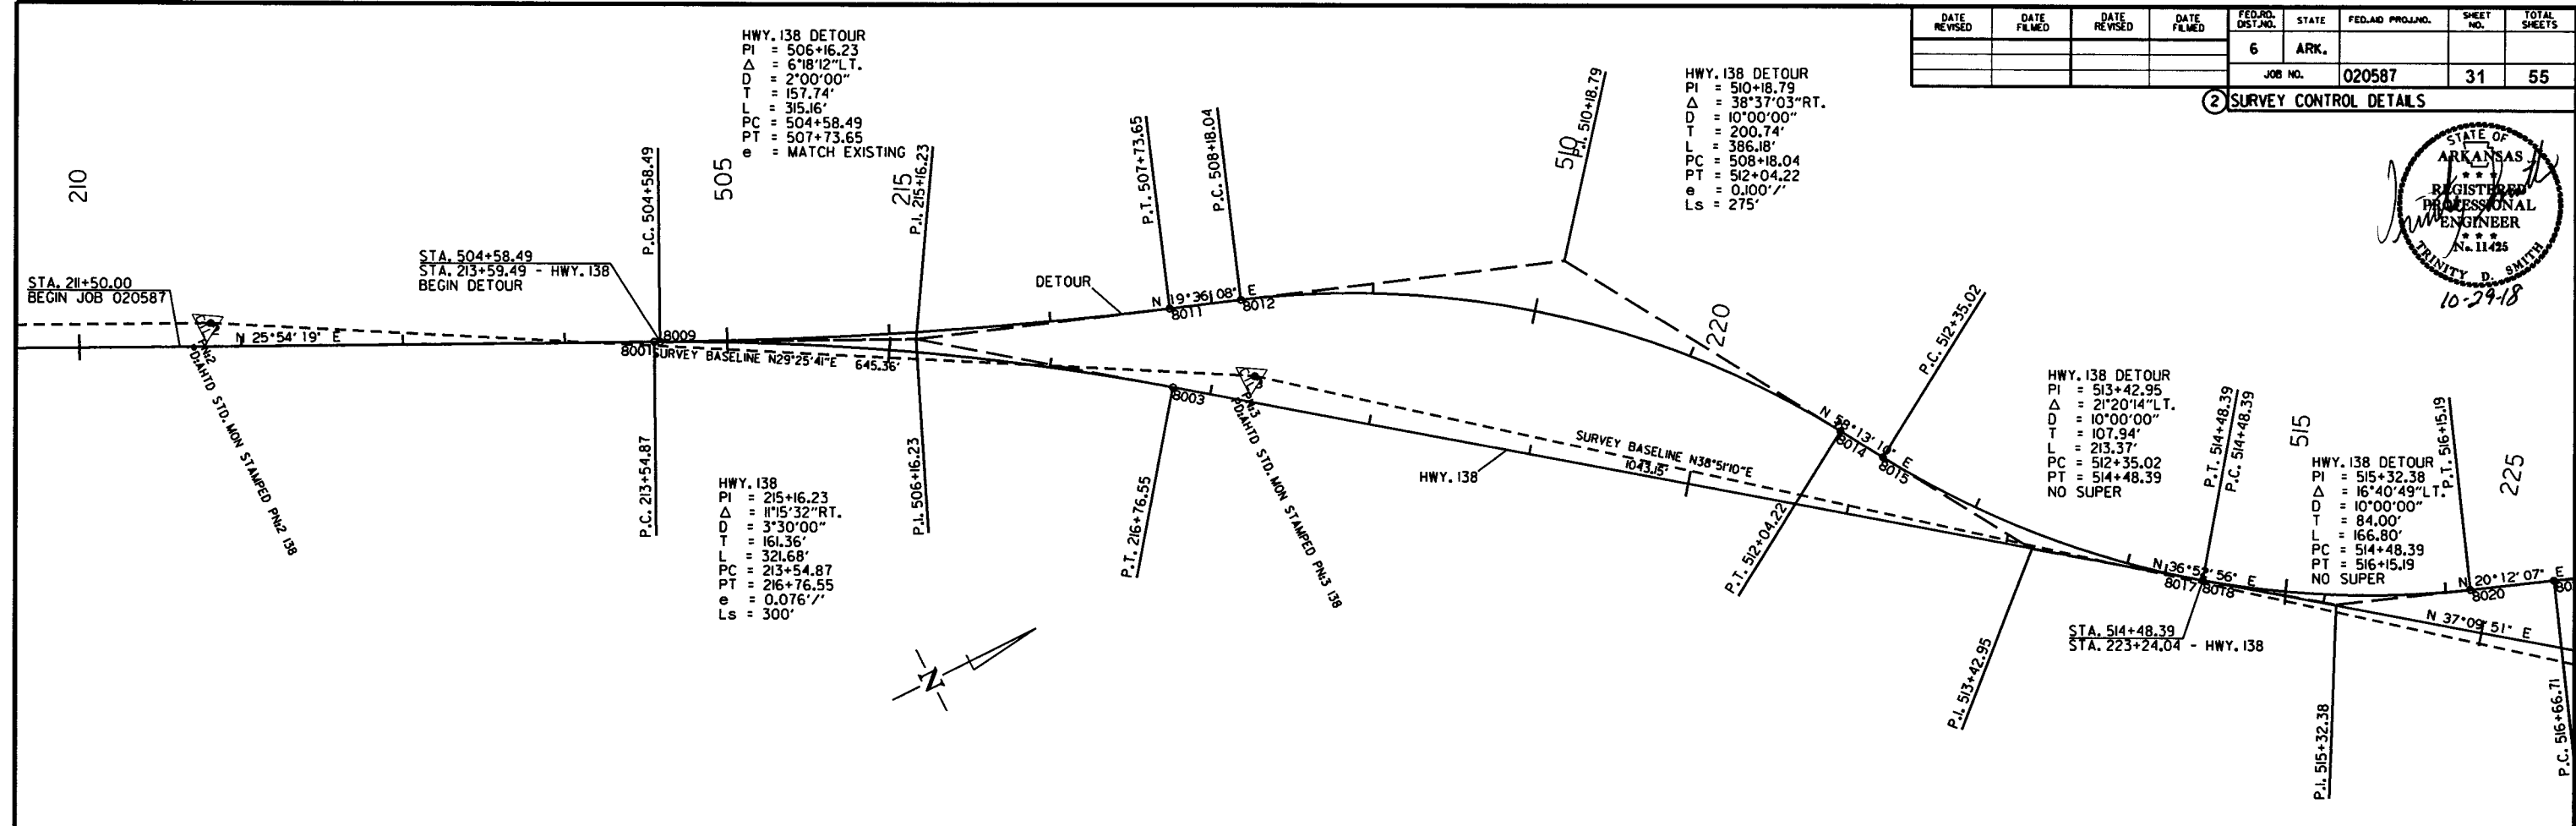 DATE REVISED
DATE FILMED
DATE REVISED
DATE FILMED
FED.RD. DIST.NO.
STATE
FED.AID PROJ.NO.
SHEET NO.
TOTAL SHEETS
6
ARK.
JOB NO.
020587
31
55
2 SURVEY CONTROL DETAILS
STATE OF
ARKANSAS
* * *
REGISTERED
PROFESSIONAL
ENGINEER
* * *
No. 11425
TRINITY D. SMITH
10-29-18
HWY. 138 DETOUR
PI = 506+16.23
Δ = 6°18'12"LT.
D = 2°00'00"
T = 157.74'
L = 315.16'
PC = 504+58.49
PT = 507+73.65
e = MATCH EXISTING
HWY. 138 DETOUR
PI = 510+18.79
Δ = 38°37'03"RT.
D = 10°00'00"
T = 200.74'
L = 386.18'
PC = 508+18.04
PT = 512+04.22
e = 0.100'/'
Ls = 275'
210
505
215
510
220
515
225
P.C. 504+58.49
P.I. 215+16.23
P.T. 507+73.65
P.C. 508+18.04
P.I. 510+18.79
P.C. 512+35.02
P.T. 514+48.39
P.C. 514+48.39
P.T. 516+15.19
STA. 211+50.00
BEGIN JOB 020587
STA. 504+58.49
STA. 213+59.49 - HWY. 138
BEGIN DETOUR
DETOUR
2
N 25°54'19" E
8001
8009
SURVEY BASELINE N29°25'41"E 645.36'
PN:2
PD:AHTD STD. MON STAMPED PN:2 138
N 19°36'08" E
8011
8012
8003
3
PN:3
PD:AHTD STD. MON STAMPED PN:3 138
HWY. 138
SURVEY BASELINE N38°51'10"E
1043.15'
N 58°13'10" E
8014
8015
HWY. 138 DETOUR
PI = 513+42.95
Δ = 21°20'14"LT.
D = 10°00'00"
T = 107.94'
L = 213.37'
PC = 512+35.02
PT = 514+48.39
NO SUPER
HWY. 138 DETOUR
PI = 515+32.38
Δ = 16°40'49"LT.
D = 10°00'00"
T = 84.00'
L = 166.80'
PC = 514+48.39
PT = 516+15.19
NO SUPER
N 36°52'56" E
8017
8018
N 20°12'07" E
8020
80
N 37°09'51" E
STA. 514+48.39
STA. 223+24.04 - HWY. 138
P.C. 213+54.87
P.I. 506+16.23
P.T. 216+76.55
P.T. 512+04.22
P.I. 513+42.95
P.I. 515+32.38
P.C. 516+66.71
HWY. 138
PI = 215+16.23
Δ = 11°15'32"RT.
D = 3°30'00"
T = 161.36'
L = 321.68'
PC = 213+54.87
PT = 216+76.55
e = 0.076'/'
Ls = 300'
N